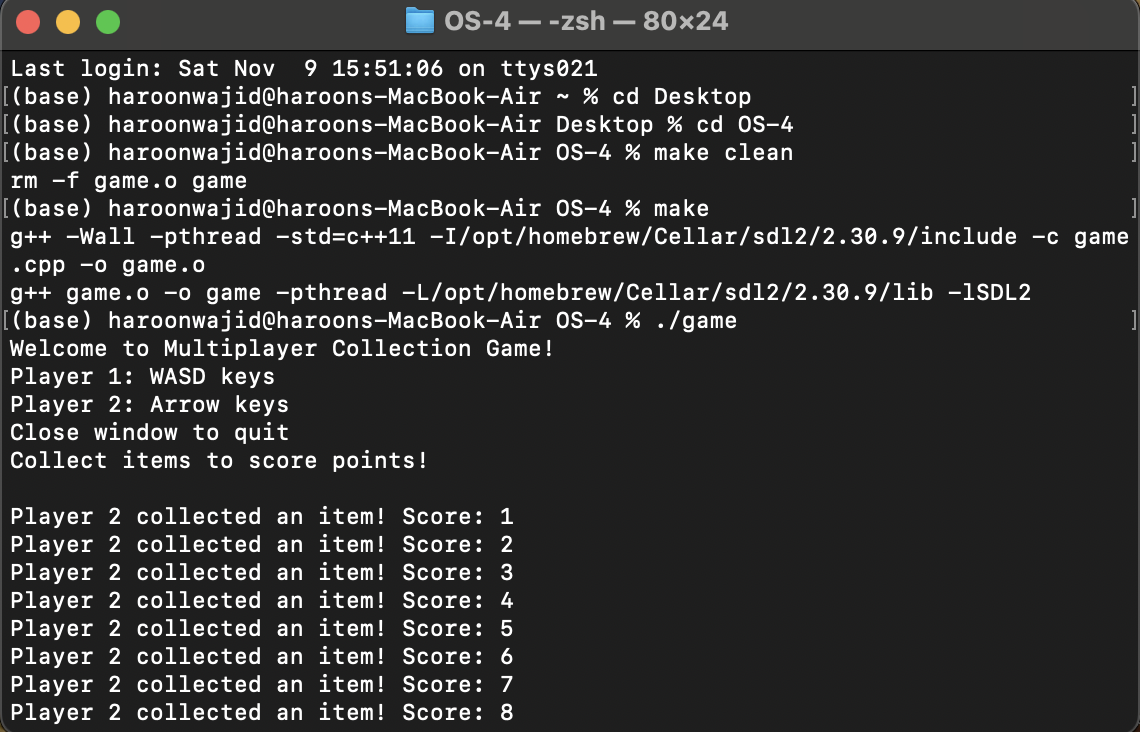 OS-4 — -zsh — 80×24
Last login: Sat Nov  9 15:51:06 on ttys021
[(base) haroonwajid@haroons-MacBook-Air ~ % cd Desktop ]
[(base) haroonwajid@haroons-MacBook-Air Desktop % cd OS-4 ]
[(base) haroonwajid@haroons-MacBook-Air OS-4 % make clean ]
rm -f game.o game
[(base) haroonwajid@haroons-MacBook-Air OS-4 % make ]
g++ -Wall -pthread -std=c++11 -I/opt/homebrew/Cellar/sdl2/2.30.9/include -c game
.cpp -o game.o
g++ game.o -o game -pthread -L/opt/homebrew/Cellar/sdl2/2.30.9/lib -lSDL2
[(base) haroonwajid@haroons-MacBook-Air OS-4 % ./game ]
Welcome to Multiplayer Collection Game!
Player 1: WASD keys
Player 2: Arrow keys
Close window to quit
Collect items to score points!
Player 2 collected an item! Score: 1
Player 2 collected an item! Score: 2
Player 2 collected an item! Score: 3
Player 2 collected an item! Score: 4
Player 2 collected an item! Score: 5
Player 2 collected an item! Score: 6
Player 2 collected an item! Score: 7
Player 2 collected an item! Score: 8